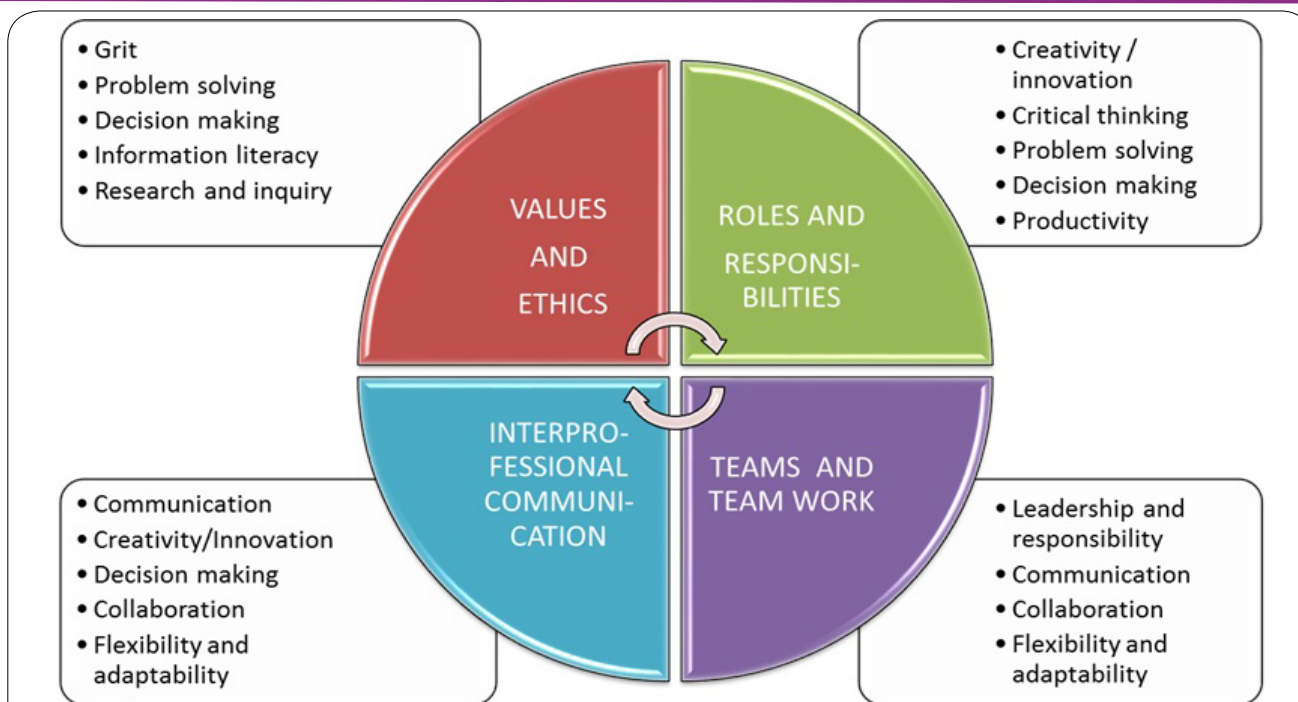 • Grit
• Problem solving
• Decision making
• Information literacy
• Research and inquiry
• Creativity /
innovation
• Critical thinking
• Problem solving
• Decision making
• Productivity
VALUES
AND
ETHICS
ROLES AND
RESPONSI-
BILITIES
INTERPRO-
FESSIONAL
COMMUNI-
CATION
TEAMS AND
TEAM WORK
• Communication
• Creativity/Innovation
• Decision making
• Collaboration
• Flexibility and
adaptability
• Leadership and
responsibility
• Communication
• Collaboration
• Flexibility and
adaptability